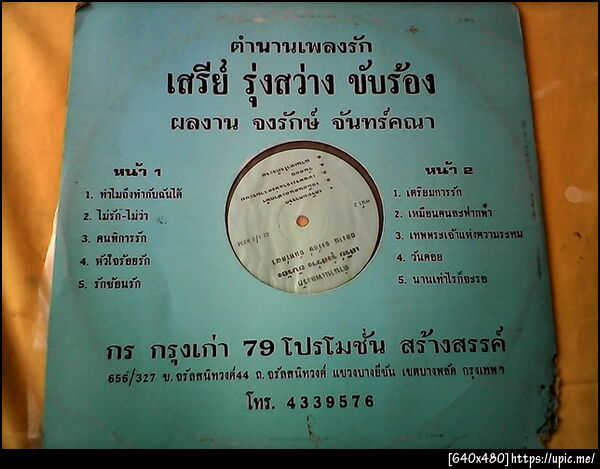 ตำนานเพลงรัก
เสรีย์ รุ่งสว่าง ขับร้อง
ผลงาน จงรักษ์ จันทร์คณา
หน้า 1
1. ทำไมถึงทำกับฉันได้
2. ไม่รัก-ไม่ว่า
3. คนพิการรัก
4. หัวใจร้อยรัก
5. รักซ้อนรัก
หน้า 2
1. เตรียมการรัก
2. เหมือนคนละฟากฟ้า
3. เทพพระเจ้าแห่งความระทม
4. วันคอย
5. นานเท่าไรก็จะรอ
กร กรุงเก่า 79 โปรโมชั่น สร้างสรรค์
656/327 ซ.จรัลสนิทวงศ์44 ถ.จรัลสนิทวงศ์ แขวงบางยี่ขัน เขตบางพลัด กรุงเทพฯ
โทร. 4339576
[640x480]https://upic.me/